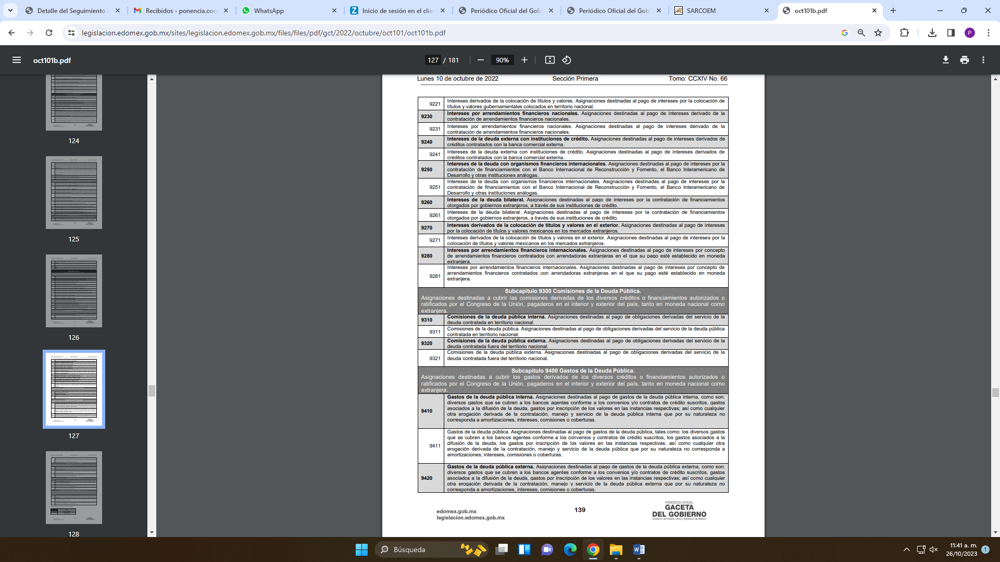 Detalle del Seguimiento
Recibidos - ponencia.con
WhatsApp
Inicio de sesión en el clie
Periódico Oficial del Gob
Periódico Oficial del Gob
SARCOEM
oct101b.pdf
legislacion.edomex.gob.mx/sites/legislacion.edomex.gob.mx/files/files/pdf/gct/2022/octubre/oct101/oct101b.pdf
P
oct101b.pdf
127 / 181
90%
124
125
126
127
128
Lunes 10 de octubre de 2022 Sección Primera Tomo: CCXIV No. 66
9221 Intereses derivados de la colocación de títulos y valores. Asignaciones destinadas al pago de intereses por la colocación de
títulos y valores gubernamentales colocados en territorio nacional.
9230 Intereses por arrendamientos financieros nacionales. Asignaciones destinadas al pago de intereses derivado de la
contratación de arrendamientos financieros nacionales.
9231 Intereses por arrendamientos financieros nacionales. Asignaciones destinadas al pago de intereses derivado de la
contratación de arrendamientos financieros nacionales.
9240 Intereses de la deuda externa con instituciones de crédito. Asignaciones destinadas al pago de intereses derivados de
créditos contratados con la banca comercial externa.
9241 Intereses de la deuda externa con instituciones de crédito. Asignaciones destinadas al pago de intereses derivados de
créditos contratados con la banca comercial externa.
9250 Intereses de la deuda con organismos financieros internacionales. Asignaciones destinadas al pago de intereses por la
contratación de financiamientos con el Banco Internacional de Reconstrucción y Fomento, el Banco Interamericano de
Desarrollo y otras instituciones análogas.
9251 Intereses de la deuda con organismos financieros internacionales. Asignaciones destinadas al pago de intereses por la
contratación de financiamientos con el Banco Internacional de Reconstrucción y Fomento, el Banco Interamericano de
Desarrollo y otras instituciones análogas.
9260 Intereses de la deuda bilateral. Asignaciones destinadas al pago de intereses por la contratación de financiamientos
otorgados por gobiernos extranjeros, a través de sus instituciones de crédito.
9261 Intereses de la deuda bilateral. Asignaciones destinadas al pago de intereses por la contratación de financiamientos
otorgados por gobiernos extranjeros, a través de sus instituciones de crédito.
9270 Intereses derivados de la colocación de títulos y valores en el exterior. Asignaciones destinadas al pago de intereses
por la colocación de títulos y valores mexicanos en los mercados extranjeros.
9271 Intereses derivados de la colocación de títulos y valores en el exterior. Asignaciones destinadas al pago de intereses por la
colocación de títulos y valores mexicanos en los mercados extranjeros.
9280 Intereses por arrendamientos financieros internacionales. Asignaciones destinadas al pago de intereses por concepto
de arrendamientos financieros contratados con arrendadoras extranjeras en el que su pago esté establecido en moneda
extranjera.
9281 Intereses por arrendamientos financieros internacionales. Asignaciones destinadas al pago de intereses por concepto de
arrendamientos financieros contratados con arrendadoras extranjeras en el que su pago esté establecido en moneda
extranjera.
Subcapítulo 9300 Comisiones de la Deuda Pública.
Asignaciones destinadas a cubrir las comisiones derivadas de los diversos créditos o financiamientos autorizados o
ratificados por el Congreso de la Unión, pagaderos en el interior y exterior del país, tanto en moneda nacional como
extranjera.
9310 Comisiones de la deuda pública interna. Asignaciones destinadas al pago de obligaciones derivadas del servicio de la
deuda contratada en territorio nacional.
9311 Comisiones de la deuda pública. Asignaciones destinadas al pago de obligaciones derivadas del servicio de la deuda pública
contratada en territorio nacional.
9320 Comisiones de la deuda pública externa. Asignaciones destinadas al pago de obligaciones derivadas del servicio de la
deuda contratada fuera del territorio nacional.
9321 Comisiones de la deuda pública externa. Asignaciones destinadas al pago de obligaciones derivadas del servicio de la
deuda contratada fuera del territorio nacional.
Subcapítulo 9400 Gastos de la Deuda Pública.
Asignaciones destinadas a cubrir los gastos derivados de los diversos créditos o financiamientos autorizados o
ratificados por el Congreso de la Unión, pagaderos en el interior y exterior del país, tanto en moneda nacional como
extranjera.
9410 Gastos de la deuda pública interna. Asignaciones destinadas al pago de gastos de la deuda pública interna, como son:
diversos gastos que se cubren a los bancos agentes conforme a los convenios y/o contratos de crédito suscritos, gastos
asociados a la difusión de la deuda, gastos por inscripción de los valores en las instancias respectivas; así como cualquier
otra erogación derivada de la contratación, manejo y servicio de la deuda pública interna que por su naturaleza no
corresponda a amortizaciones, intereses, comisiones o coberturas.
9411 Gastos de la deuda pública. Asignaciones destinadas al pago de gastos de la deuda pública, tales como: los diversos gastos
que se cubren a los bancos agentes conforme a los convenios y contratos de crédito suscritos, los gastos asociados a la
difusión de la deuda, los gastos por inscripción de los valores en las instancias respectivas, así como cualquier otra
erogación derivada de la contratación, manejo y servicio de la deuda pública que por su naturaleza no corresponda a
amortizaciones, intereses, comisiones o coberturas.
9420 Gastos de la deuda pública externa. Asignaciones destinadas al pago de gastos de la deuda pública externa, como son:
diversos gastos que se cubren a los bancos agentes conforme a los convenios y/o contratos de crédito suscritos, gastos
asociados a la difusión de la deuda, gastos por inscripción de los valores en las instancias respectivas; así como cualquier
otra erogación derivada de la contratación, manejo y servicio de la deuda pública externa que por su naturaleza no
corresponda a amortizaciones, intereses, comisiones o coberturas.
edomex.gob.mx
legislacion.edomex.gob.mx
139
PERIÓDICO OFICIAL
GACETA
DEL GOBIERNO
Gobierno del Estado Libre y Soberano de México
Búsqueda
11:41 a. m.
26/10/2023
1